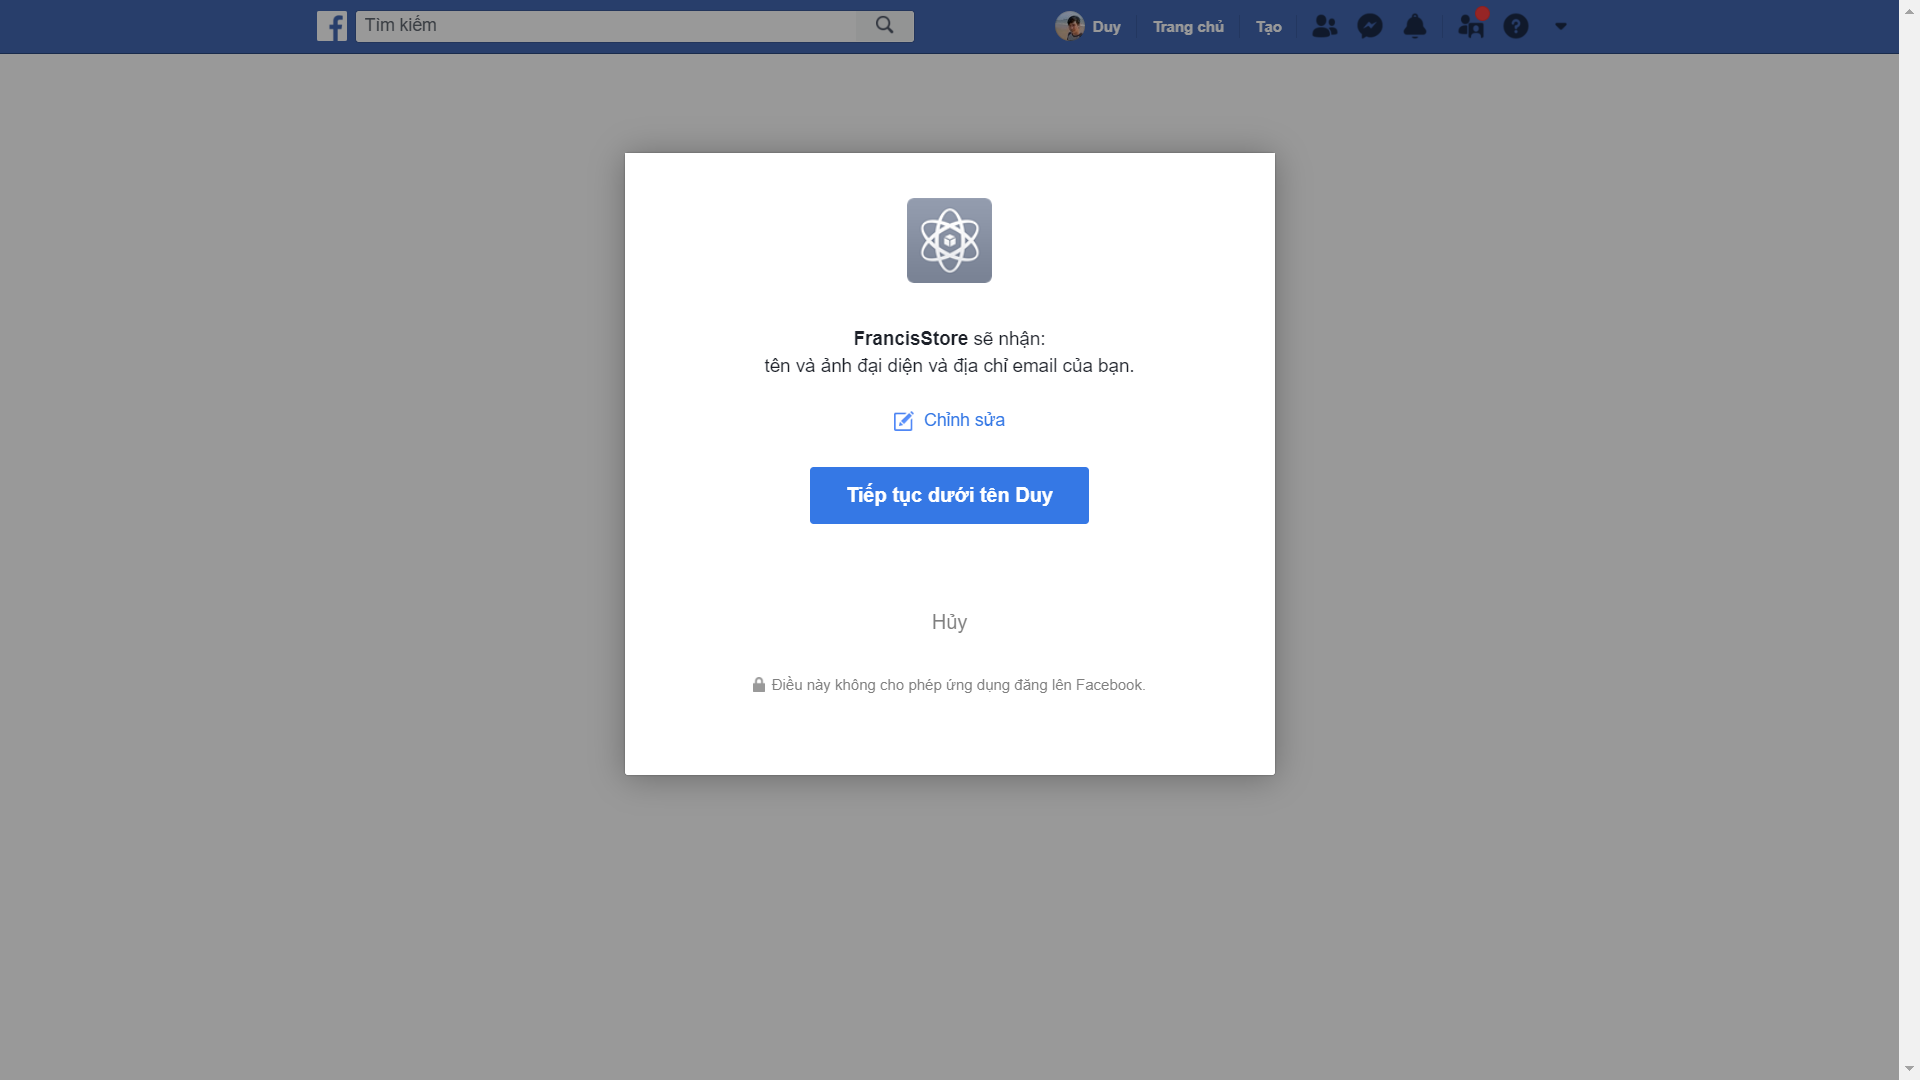 Tìm kiếm
Duy
Trang chủ
Tạo
FrancisStore sẽ nhận:
tên và ảnh đại diện và địa chỉ email của bạn.
Chỉnh sửa
Tiếp tục dưới tên Duy
Hủy
Điều này không cho phép ứng dụng đăng lên Facebook.